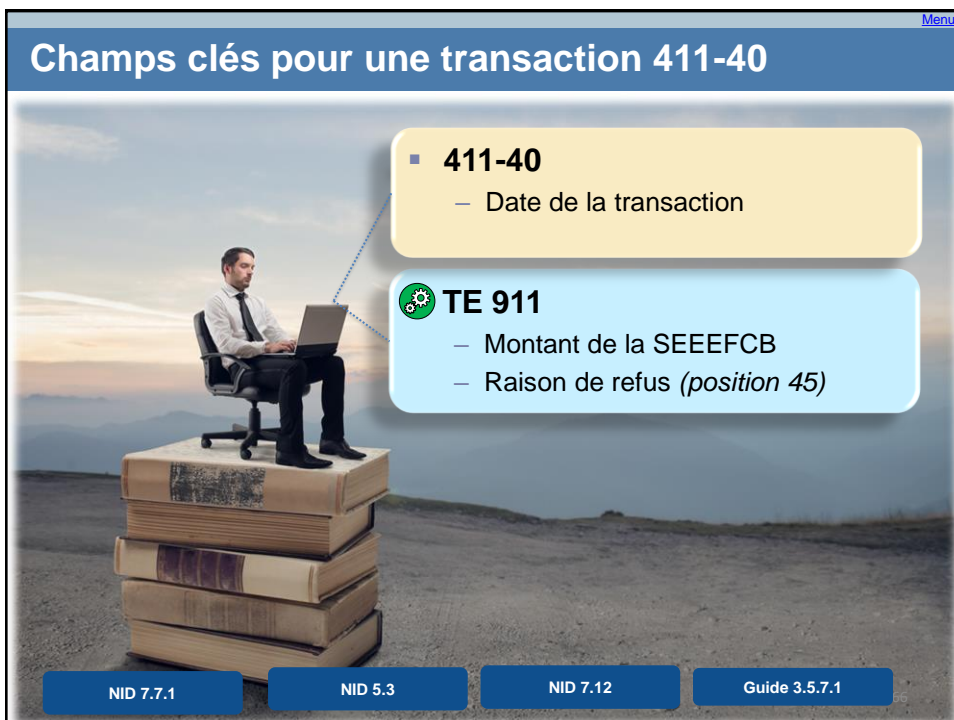 Menu
Champs clés pour une transaction 411-40
▪ 411-40
– Date de la transaction
TE 911
– Montant de la SEEEFCB
– Raison de refus (position 45)
NID 7.7.1
NID 5.3
NID 7.12
Guide 3.5.7.1